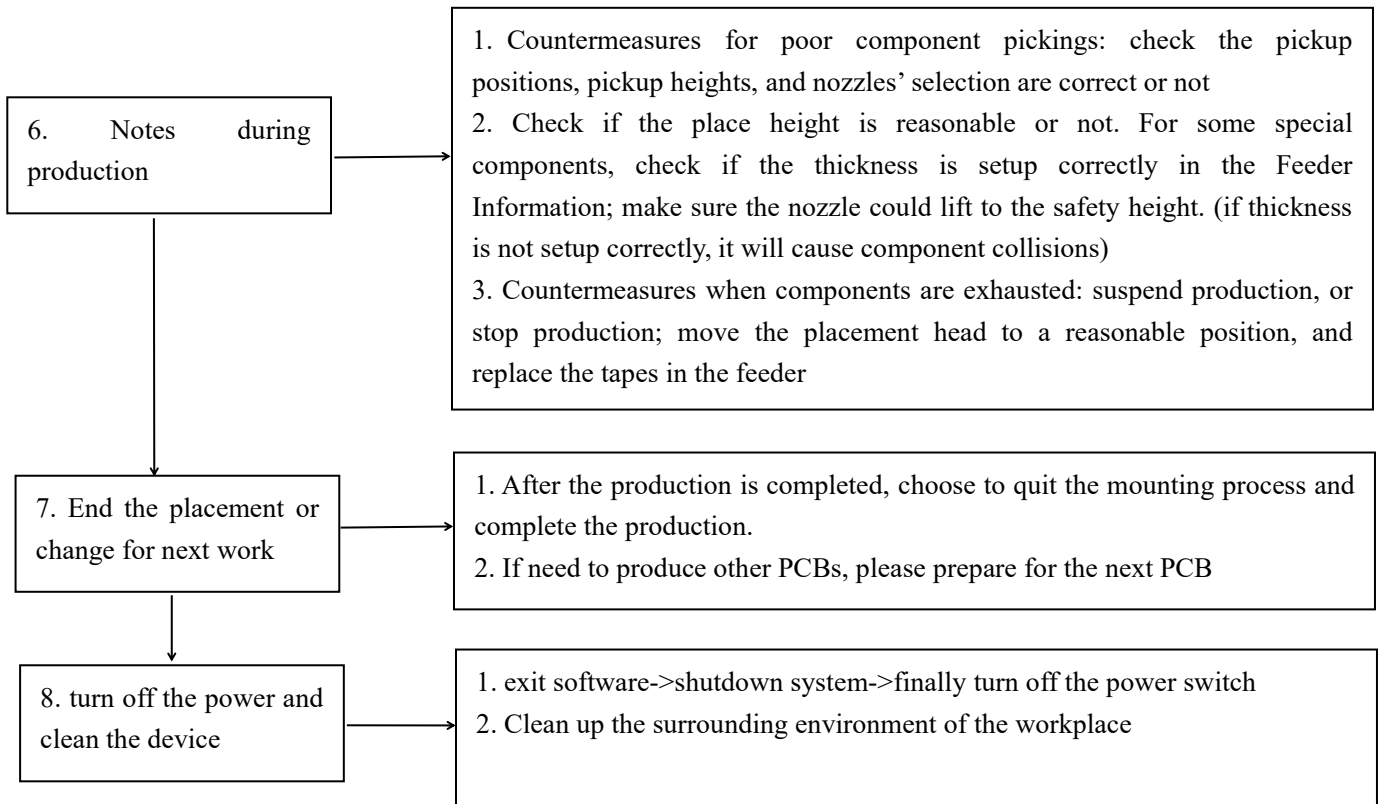 6. Notes during
production
1. Countermeasures for poor component pickings: check the pickup
positions, pickup heights, and nozzles’ selection are correct or not
2. Check if the place height is reasonable or not. For some special
components, check if the thickness is setup correctly in the Feeder
Information; make sure the nozzle could lift to the safety height. (if thickness
is not setup correctly, it will cause component collisions)
3. Countermeasures when components are exhausted: suspend production, or
stop production; move the placement head to a reasonable position, and
replace the tapes in the feeder
7. End the placement or
change for next work
1. After the production is completed, choose to quit the mounting process and
complete the production.
2. If need to produce other PCBs, please prepare for the next PCB
8. turn off the power and
clean the device
1. exit software->shutdown system->finally turn off the power switch
2. Clean up the surrounding environment of the workplace